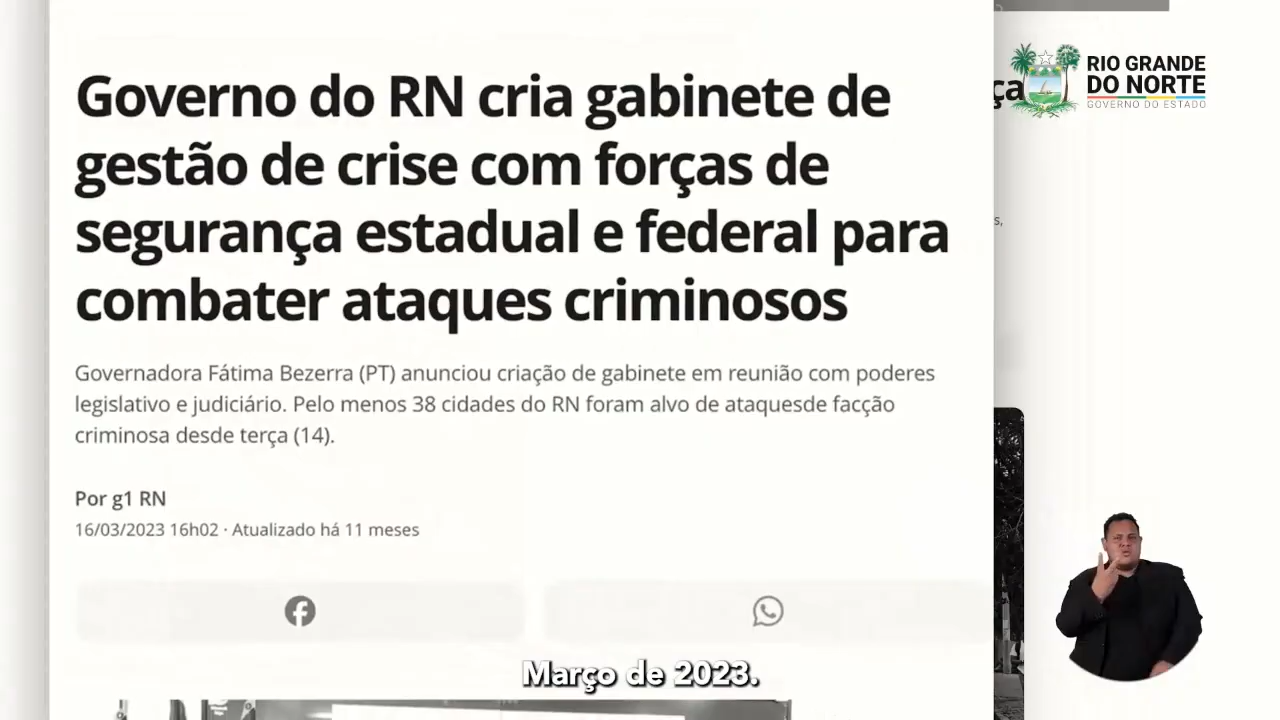 Governo do RN cria gabinete de
gestão de crise com forças de
segurança estadual e federal para
combater ataques criminosos
Governadora Fátima Bezerra (PT) anunciou criação de gabinete em reunião com poderes
legislativo e judiciário. Pelo menos 38 cidades do RN foram alvo de ataquesde facção
criminosa desde terça (14).
Por g1 RN
16/03/2023 16h02 · Atualizado há 11 meses
ça
s,
RIO GRANDE
DO NORTE
GOVERNO DO ESTADO
Março de 2023.